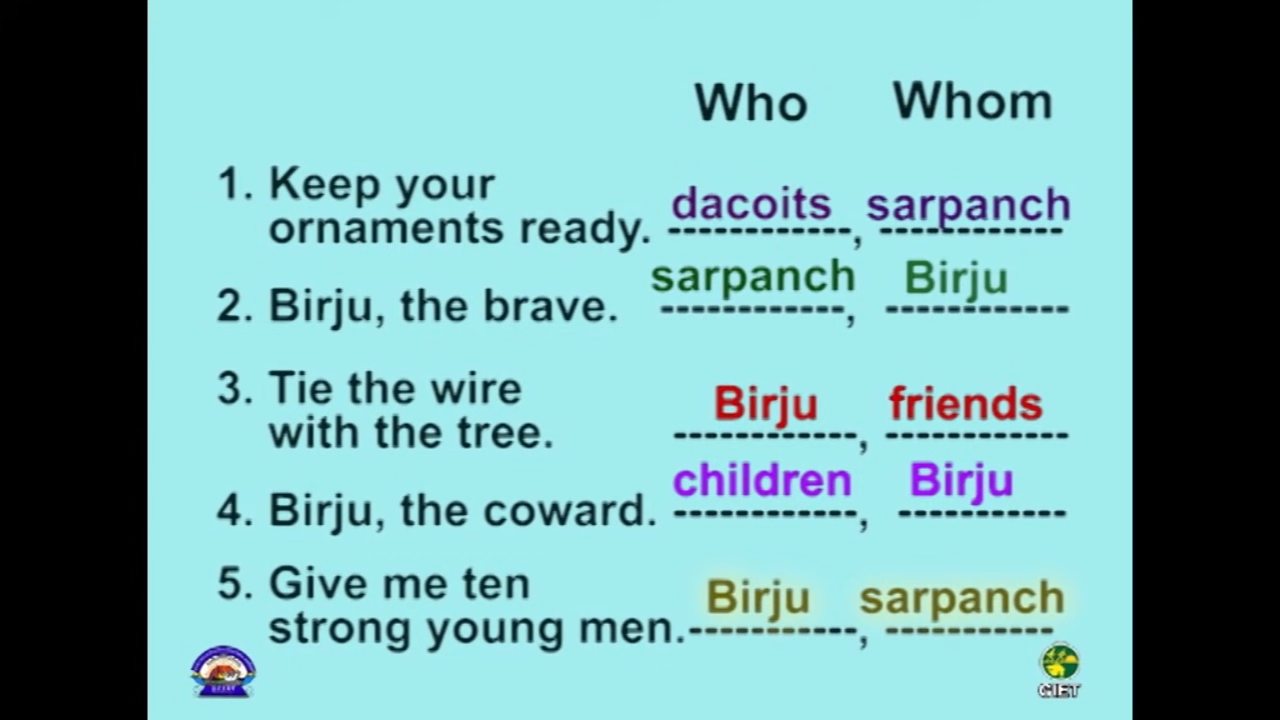 Who Whom
1. Keep your
ornaments ready. dacoits, sarpanch
2. Birju, the brave. sarpanch, Birju
3. Tie the wire
with the tree. Birju, friends
4. Birju, the coward. children, Birju
5. Give me ten
strong young men. Birju, sarpanch
GIET